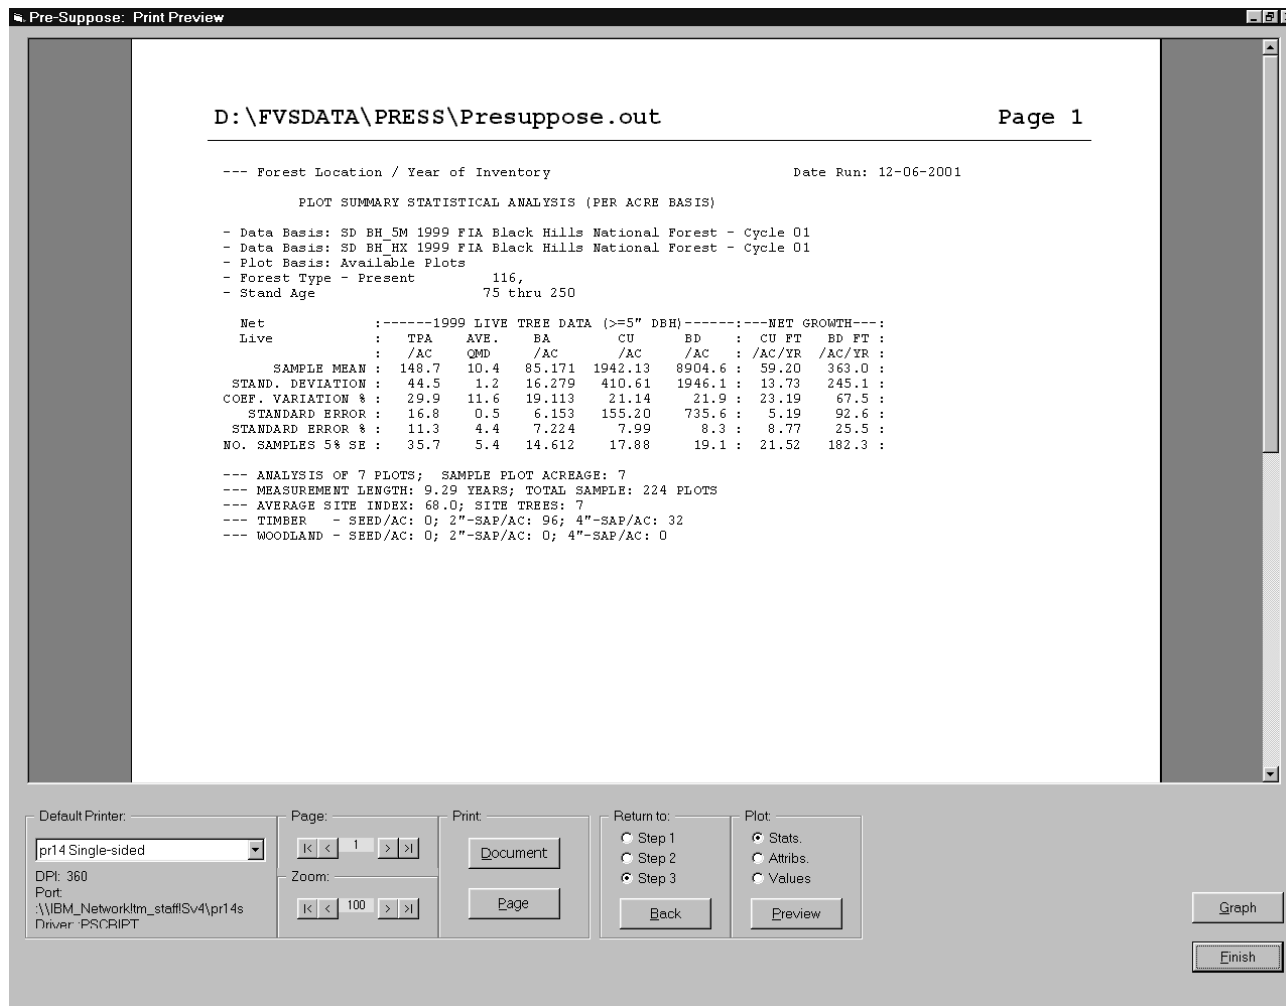 Pre-Suppose: Print Preview
D:\FVSDATA\PRESS\Presuppose.out Page 1
--- Forest Location / Year of Inventory Date Run: 12-06-2001
PLOT SUMMARY STATISTICAL ANALYSIS (PER ACRE BASIS)
- Data Basis: SD BH_5M 1999 FIA Black Hills National Forest - Cycle 01
- Data Basis: SD BH_HX 1999 FIA Black Hills National Forest - Cycle 01
- Plot Basis: Available Plots
- Forest Type - Present 116,
- Stand Age 75 thru 250
Net :------1999 LIVE TREE DATA (>=5" DBH)------:---NET GROWTH---:
Live : TPA AVE. BA CU BD : CU FT BD FT :
: /AC QMD /AC /AC /AC : /AC/YR /AC/YR :
SAMPLE MEAN : 148.7 10.4 85.171 1942.13 8904.6 : 59.20 363.0 :
STAND. DEVIATION : 44.5 1.2 16.279 410.61 1946.1 : 13.73 245.1 :
COEF. VARIATION % : 29.9 11.6 19.113 21.14 21.9 : 23.19 67.5 :
STANDARD ERROR : 16.8 0.5 6.153 155.20 735.6 : 5.19 92.6 :
STANDARD ERROR % : 11.3 4.4 7.224 7.99 8.3 : 8.77 25.5 :
NO. SAMPLES 5% SE : 35.7 5.4 14.612 17.88 19.1 : 21.52 182.3 :
--- ANALYSIS OF 7 PLOTS; SAMPLE PLOT ACREAGE: 7
--- MEASUREMENT LENGTH: 9.29 YEARS; TOTAL SAMPLE: 224 PLOTS
--- AVERAGE SITE INDEX: 68.0; SITE TREES: 7
--- TIMBER - SEED/AC: 0; 2"-SAP/AC: 96; 4"-SAP/AC: 32
--- WOODLAND - SEED/AC: 0; 2"-SAP/AC: 0; 4"-SAP/AC: 0
Default Printer:
pr14 Single-sided
DPI: 360
Port:
:\\IBM_Network!tm_staff!Sv4\pr14s
Driver :PSCRIPT
Page:
|< < 1 > >|
Zoom:
|< < 100 > >|
Print:
Document
Page
Return to:
Step 1
Step 2
Step 3
Back
Plot:
Stats.
Attribs.
Values
Preview
Graph
Finish